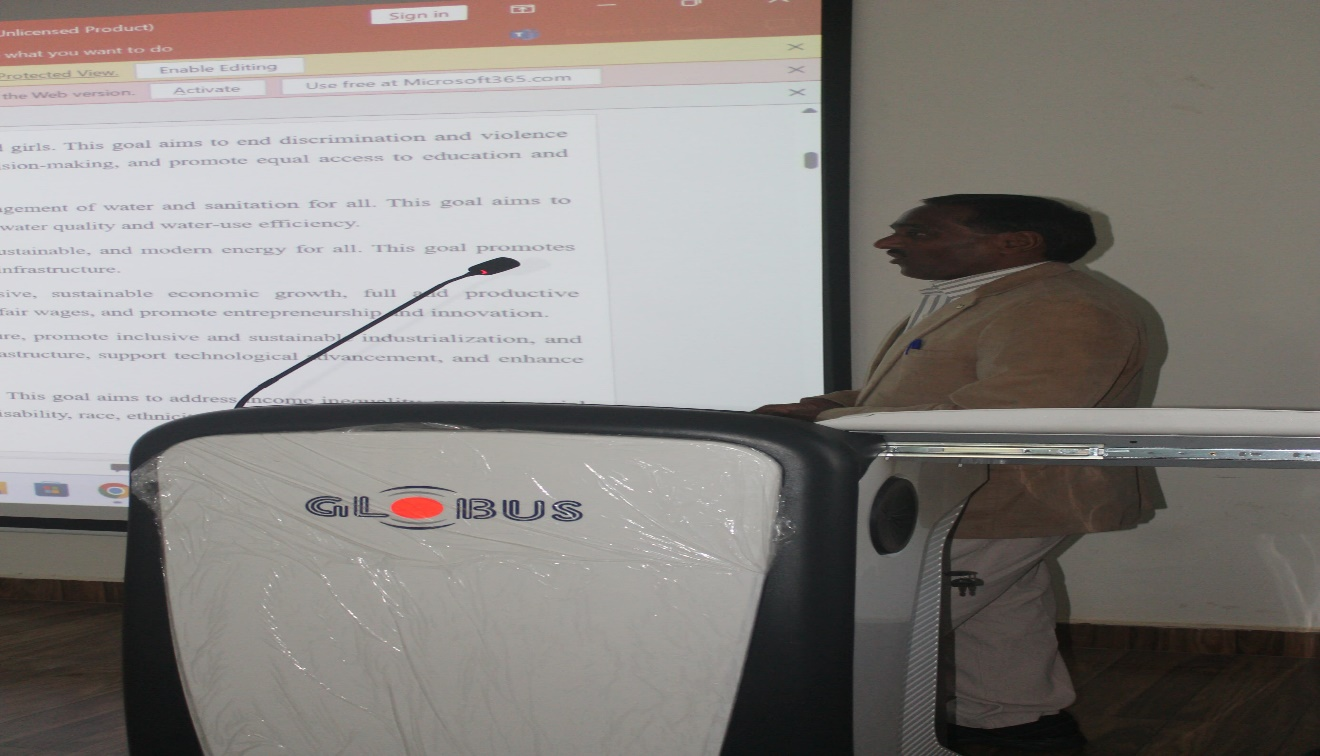 Unlicensed Product)
Sign in
what you want to do
Protected View.
Enable Editing
the Web version.
Activate
Use free at Microsoft365.com
girls. This goal aims to end discrimination and violence
sion-making, and promote equal access to education and
gement of water and sanitation for all. This goal aims to
water quality and water-use efficiency.
ustainable, and modern energy for all. This goal promotes
infrastructure.
sive, sustainable economic growth, full and productive
fair wages, and promote entrepreneurship and innovation.
re, promote inclusive and sustainable industrialization, and
astructure, support technological advancement, and enhance
This goal aims to address income inequality
isability, race,
GLOBUS